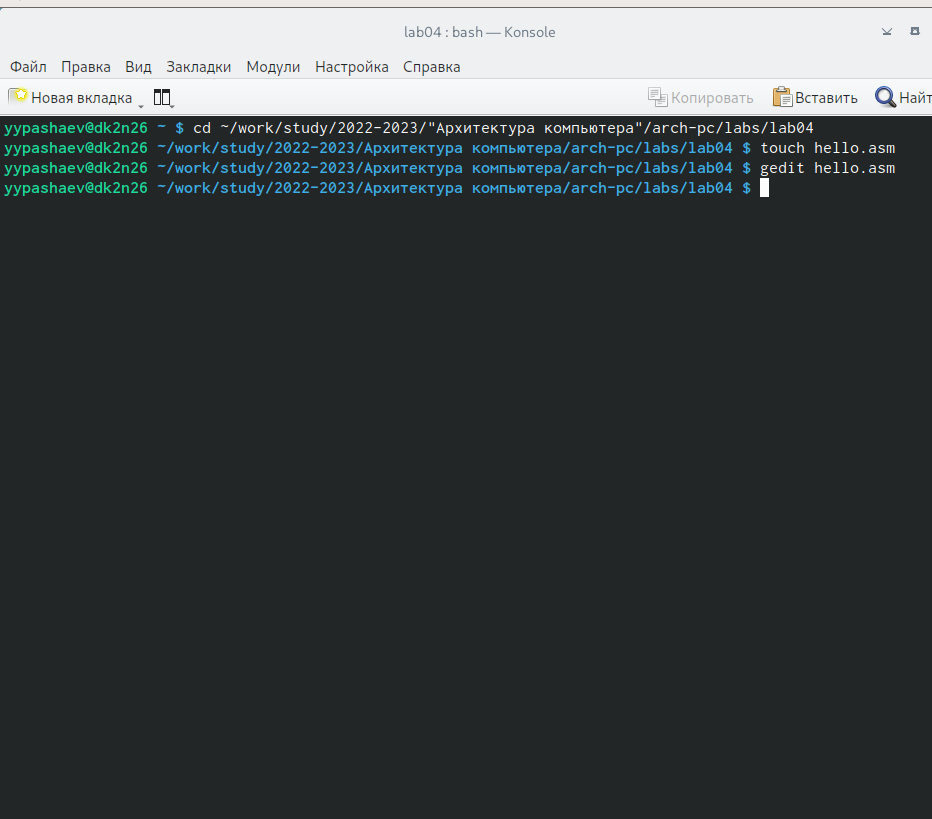 lab04 : bash — Konsole
Файл Правка Вид Закладки Модули Настройка Справка
Новая вкладка Копировать Вставить Найт
yypashaev@dk2n26 ~ $ cd ~/work/study/2022-2023/"Архитектура компьютера"/arch-pc/labs/lab04
yypashaev@dk2n26 ~/work/study/2022-2023/Архитектура компьютера/arch-pc/labs/lab04 $ touch hello.asm
yypashaev@dk2n26 ~/work/study/2022-2023/Архитектура компьютера/arch-pc/labs/lab04 $ gedit hello.asm
yypashaev@dk2n26 ~/work/study/2022-2023/Архитектура компьютера/arch-pc/labs/lab04 $